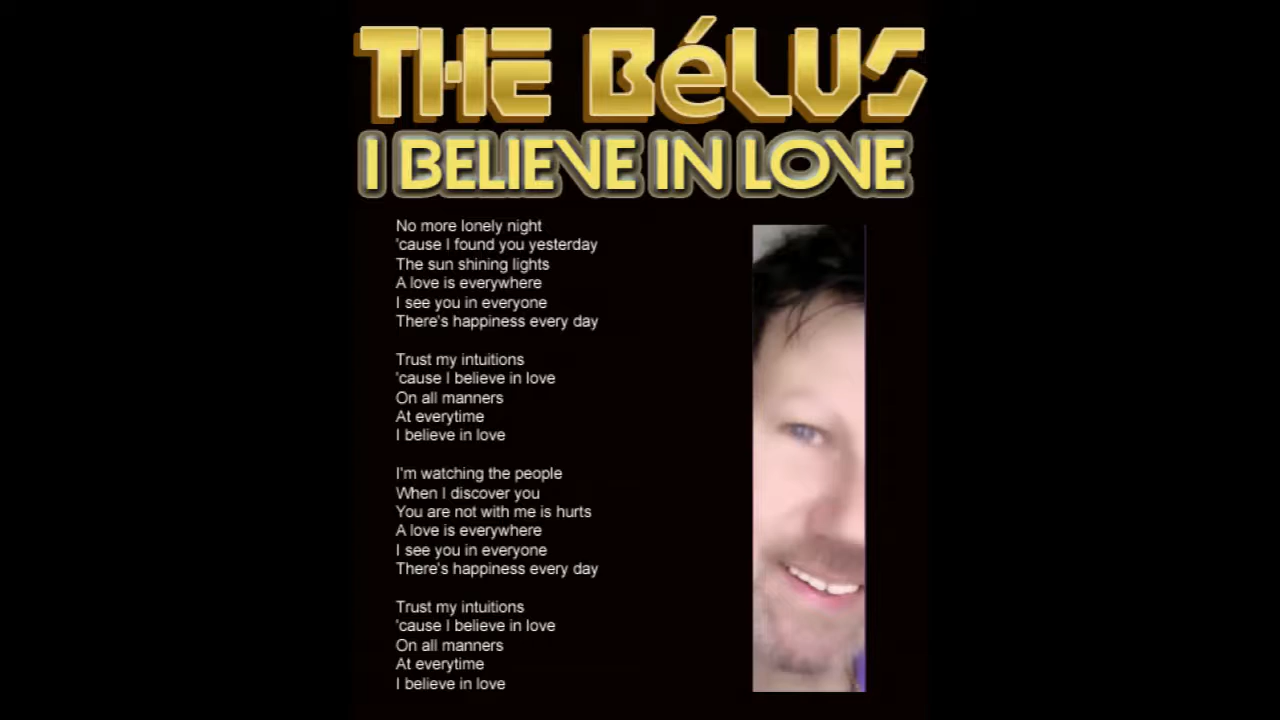 THE BéLUS
I BELIEVE IN LOVE
No more lonely night
'cause I found you yesterday
The sun shining lights
A love is everywhere
I see you in everyone
There's happiness every day
Trust my intuitions
'cause I believe in love
On all manners
At everytime
I believe in love
I'm watching the people
When I discover you
You are not with me is hurts
A love is everywhere
I see you in everyone
There's happiness every day
Trust my intuitions
'cause I believe in love
On all manners
At everytime
I believe in love